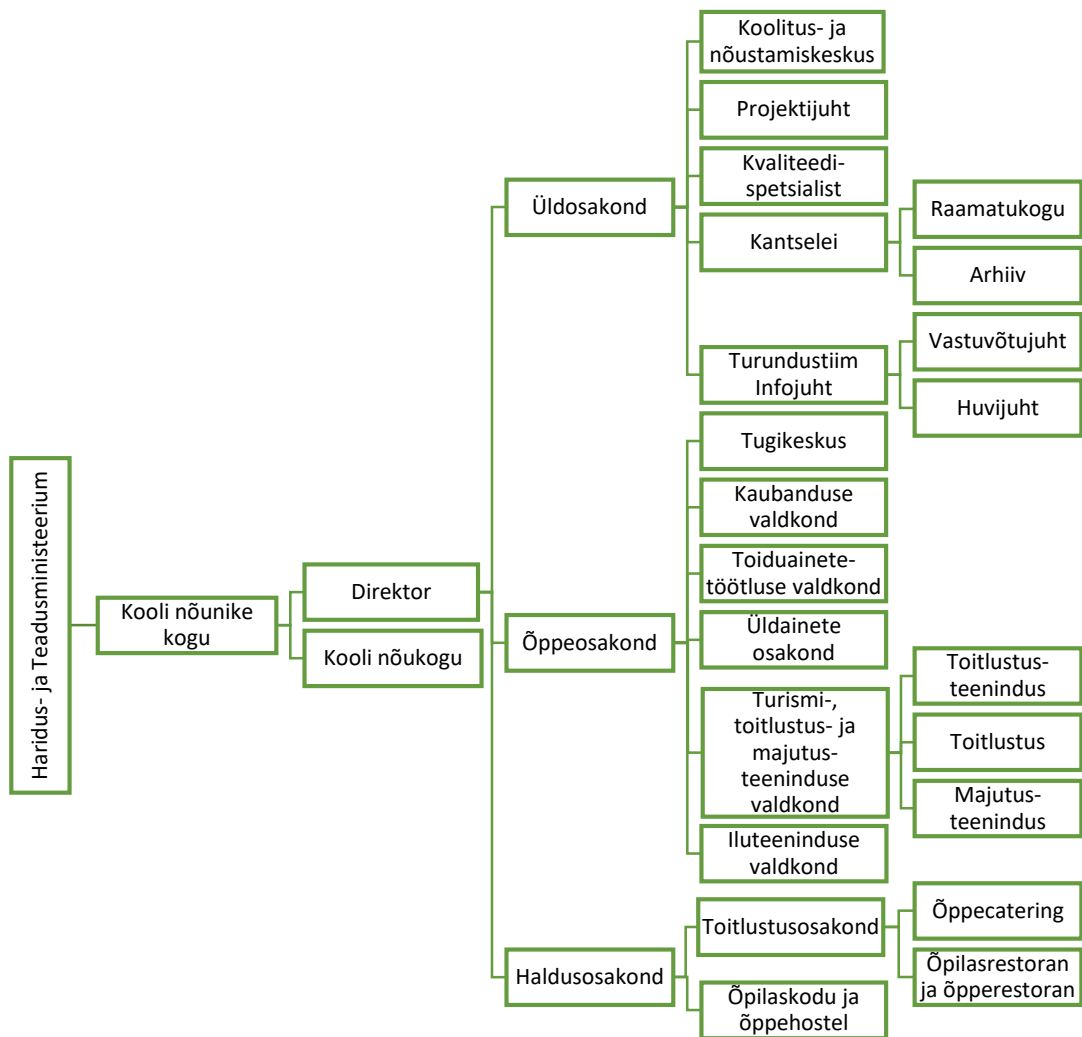 Haridus- ja Teadusministeerium
Kooli nõunike
kogu
Direktor
Kooli nõukogu
Üldosakond
Koolitus- ja
nõustamiskeskus
Projektijuht
Kvaliteedi-
spetsialist
Kantselei
Raamatukogu
Arhiiv
Turundustiim
Infojuht
Vastuvõtujuht
Huvijuht
Õppeosakond
Tugikeskus
Kaubanduse
valdkond
Toiduainete-
töötluse valdkond
Üldainete
osakond
Turismi-,
toitlustus- ja
majutus-
teeninduse
valdkond
Toitlustus-
teenindus
Toitlustus
Majutus-
teenindus
Iluteeninduse
valdkond
Haldusosakond
Toitlustusosakond
Õppecatering
Õpilasrestoran
ja õpperestoran
Õpilaskodu ja
õppehostel